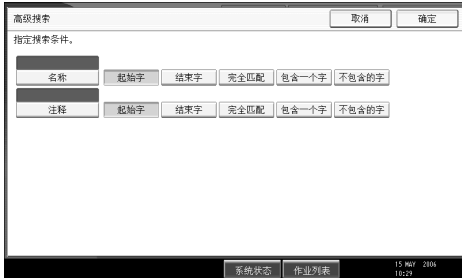 高级搜索 取消 确定
指定搜索条件。
名称 起始字 结束字 完全匹配 包含一个字 不包含的字
注释 起始字 结束字 完全匹配 包含一个字 不包含的字
系统状态 作业列表 15 MAY 2006
10:29